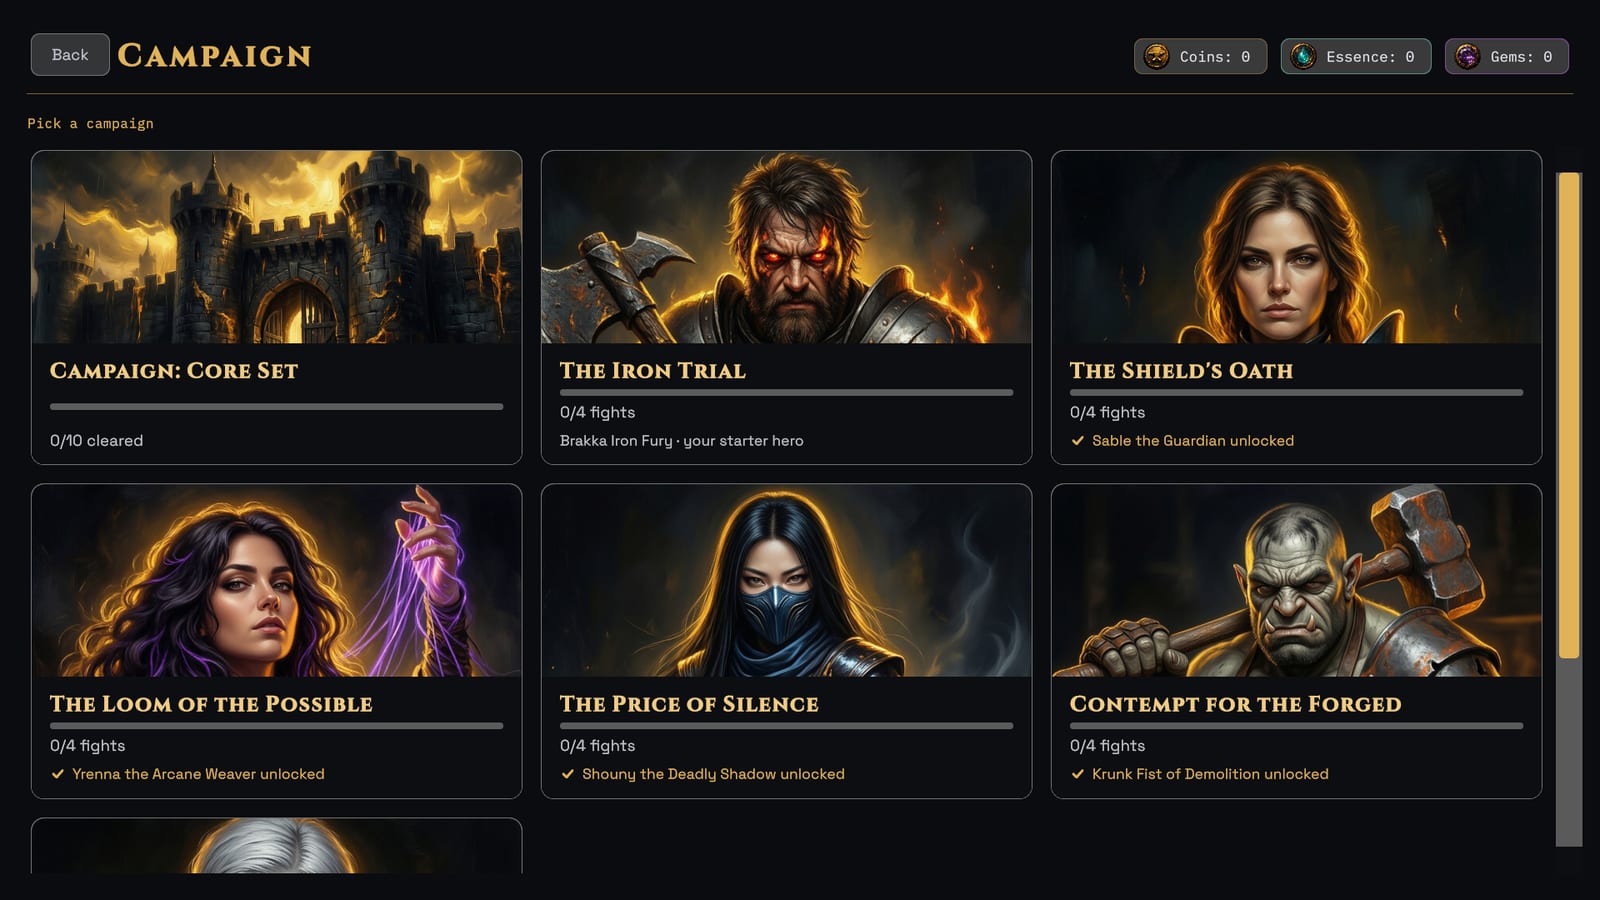 Back
Campaign
Coins: 0
Essence: 0
Gems: 0
Pick a campaign
Campaign: Core Set
0/10 cleared
The Iron Trial
0/4 fights
Brakka Iron Fury · your starter hero
The Shield's Oath
0/4 fights
Sable the Guardian unlocked
The Loom of the Possible
0/4 fights
Yrenna the Arcane Weaver unlocked
The Price of Silence
0/4 fights
Shouny the Deadly Shadow unlocked
Contempt for the Forged
0/4 fights
Krunk Fist of Demolition unlocked